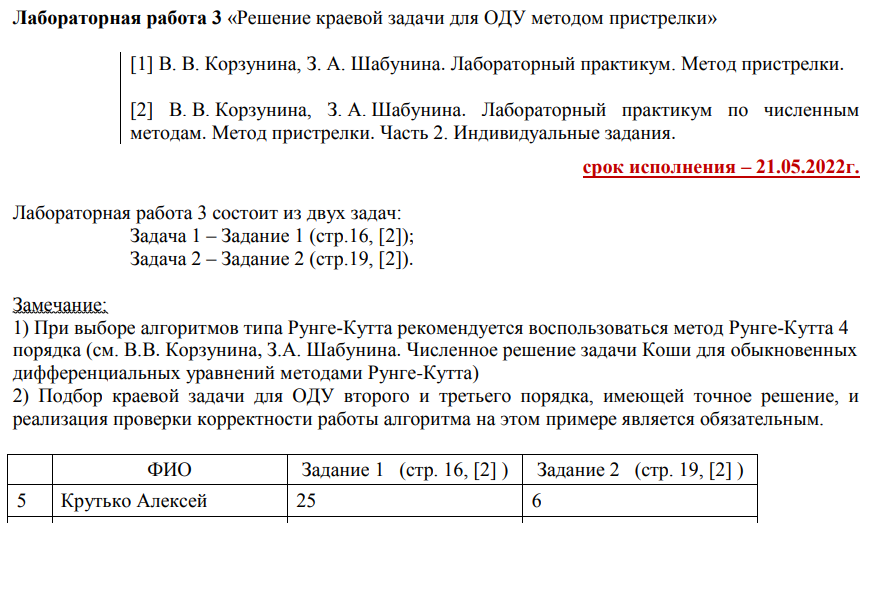 Лабораторная работа 3 «Решение краевой задачи для ОДУ методом пристрелки»
[1] В. В. Корзунина, З. А. Шабунина. Лабораторный практикум. Метод пристрелки.
[2] В. В. Корзунина, З. А. Шабунина. Лабораторный практикум по численным
методам. Метод пристрелки. Часть 2. Индивидуальные задания.
срок исполнения – 21.05.2022г.
Лабораторная работа 3 состоит из двух задач:
Задача 1 – Задание 1 (стр.16, [2]);
Задача 2 – Задание 2 (стр.19, [2]).
Замечание:
1) При выборе алгоритмов типа Рунге-Кутта рекомендуется воспользоваться метод Рунге-Кутта 4
порядка (см. В.В. Корзунина, З.А. Шабунина. Численное решение задачи Коши для обыкновенных
дифференциальных уравнений методами Рунге-Кутта)
2) Подбор краевой задачи для ОДУ второго и третьего порядка, имеющей точное решение, и
реализация проверки корректности работы алгоритма на этом примере является обязательным.
ФИО Задание 1 (стр. 16, [2] ) Задание 2 (стр. 19, [2] )
5 Крутько Алексей 25 6